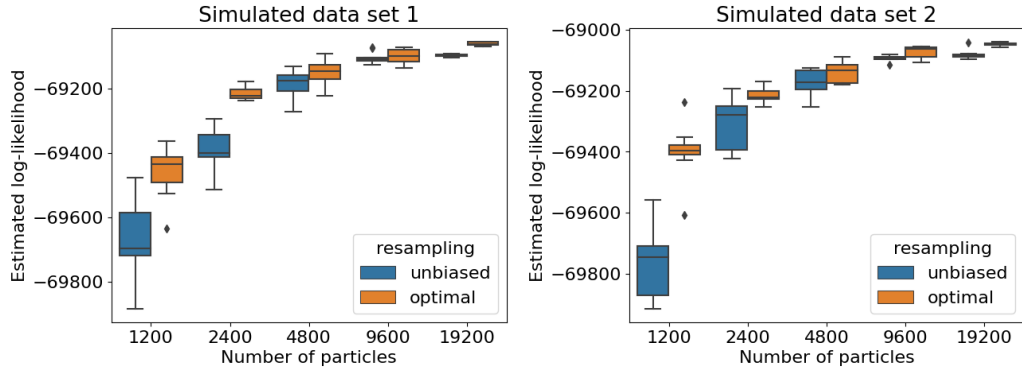 Simulated data set 1
Estimated log-likelihood
−69200
−69400
−69600
−69800
resampling
unbiased
optimal
1200 2400 4800 9600 19200
Number of particles
Simulated data set 2
Estimated log-likelihood
−69000
−69200
−69400
−69600
−69800
resampling
unbiased
optimal
1200 2400 4800 9600 19200
Number of particles